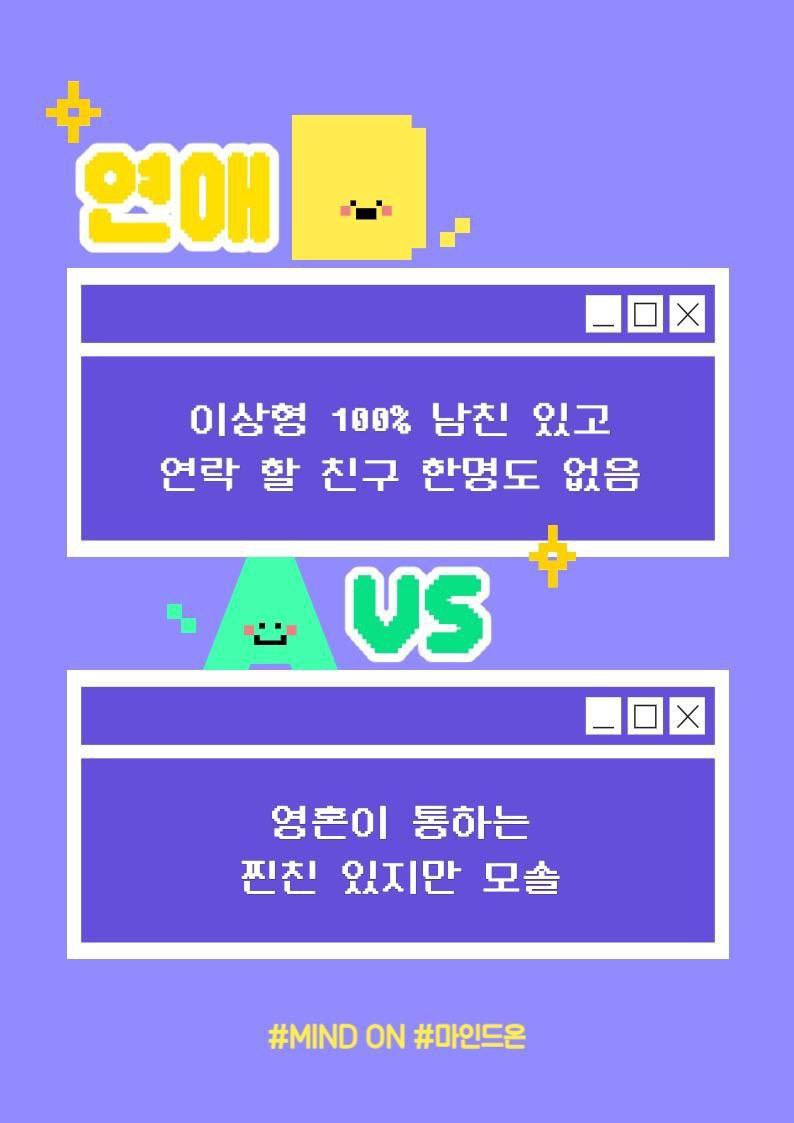 연애
이상형 100% 남친 있고
연락 할 친구 한명도 없음
VS
영혼이 통하는
찐친 있지만 모솔
#MIND ON #마인드온